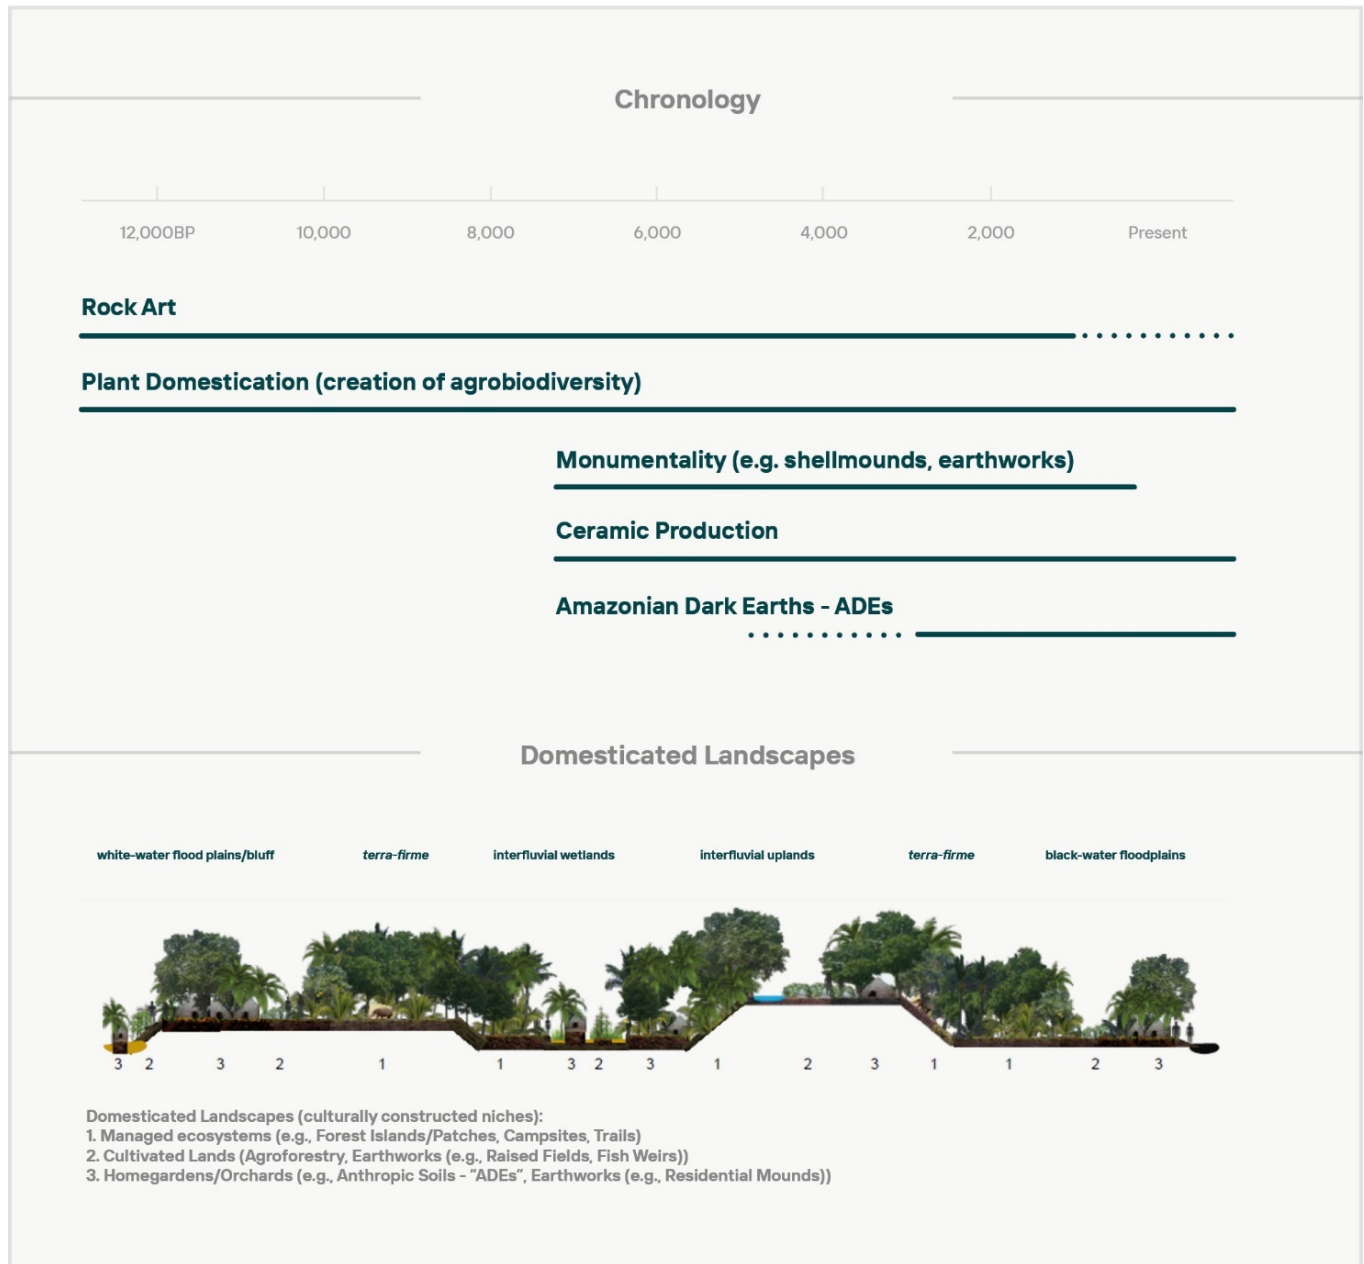 Chronology
12,000BP 10,000 8,000 6,000 4,000 2,000 Present
Rock Art
Plant Domestication (creation of agrobiodiversity)
Monumentality (e.g. shellmounds, earthworks)
Ceramic Production
Amazonian Dark Earths - ADEs
Domesticated Landscapes
white-water flood plains/bluff terra-firme interfluvial wetlands interfluvial uplands terra-firme black-water floodplains
3 2 3 2 1 1 3 2 3 1 2 3 1 1 2 3
Domesticated Landscapes (culturally constructed niches):
1. Managed ecosystems (e.g., Forest Islands/Patches, Campsites, Trails)
2. Cultivated Lands (Agroforestry, Earthworks (e.g., Raised Fields, Fish Weirs))
3. Homegardens/Orchards (e.g., Anthropic Soils - "ADEs", Earthworks (e.g., Residential Mounds))